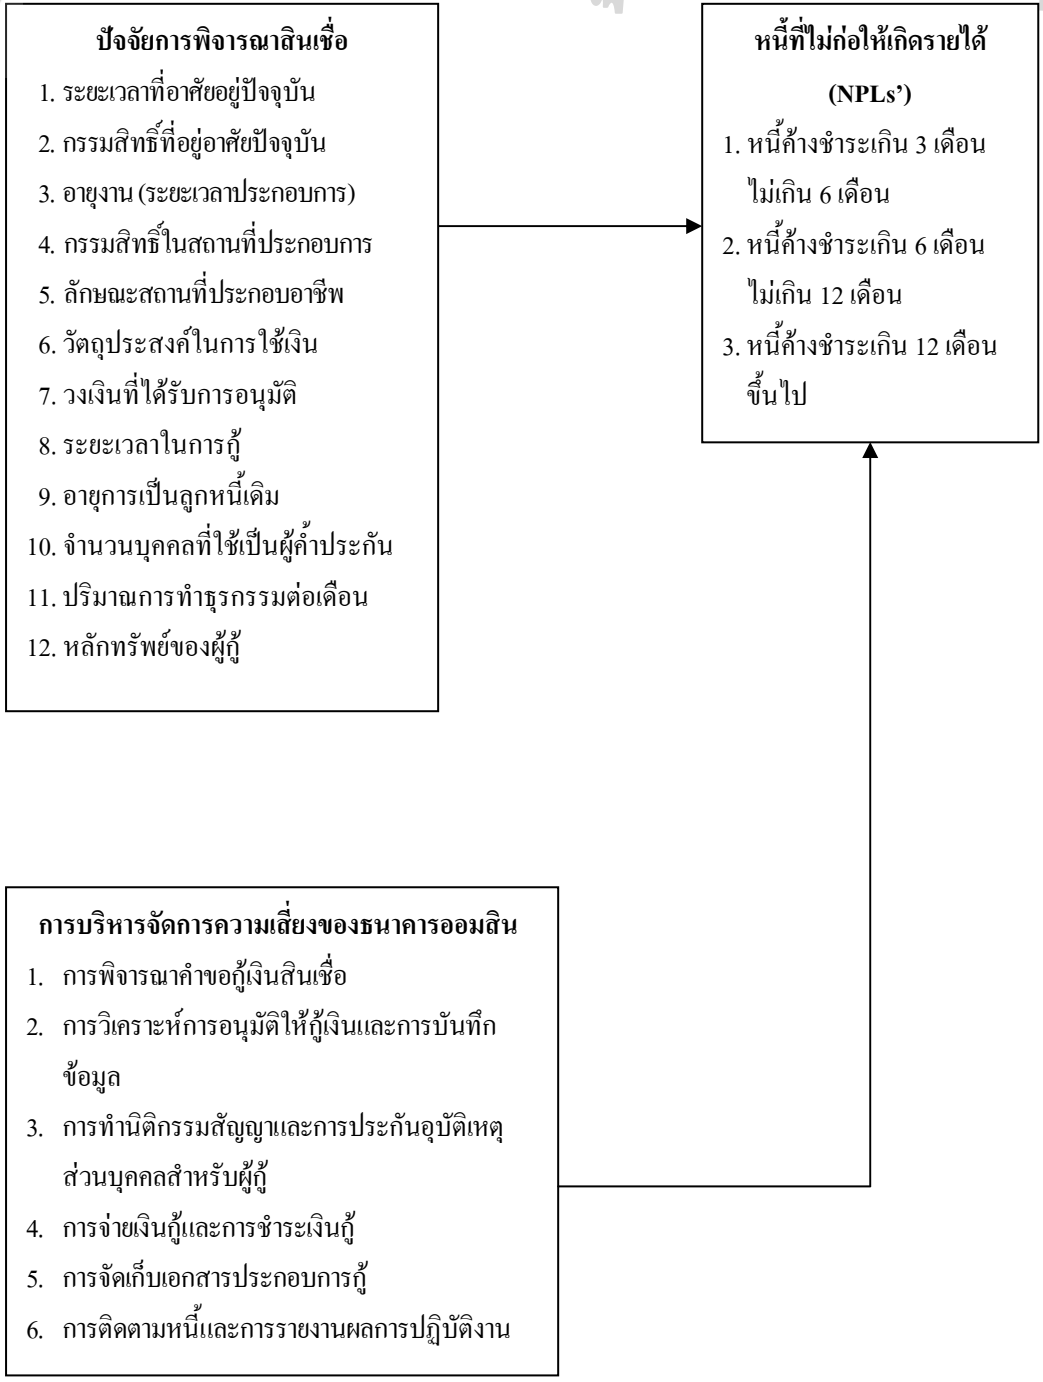 ปัจจัยการพิจารณาสินเชื่อ
1. ระยะเวลาที่อาศัยอยู่ปัจจุบัน
2. กรรมสิทธิ์ที่อยู่อาศัยปัจจุบัน
3. อายุงาน (ระยะเวลาประกอบการ)
4. กรรมสิทธิ์ในสถานที่ประกอบการ
5. ลักษณะสถานที่ประกอบอาชีพ
6. วัตถุประสงค์ในการใช้เงิน
7. วงเงินที่ได้รับการอนุมัติ
8. ระยะเวลาในการกู้
9. อายุการเป็นลูกหนี้เดิม
10. จำนวนบุคคลที่ใช้เป็นผู้ค้ำประกัน
11. ปริมาณการทำธุรกรรมต่อเดือน
12. หลักทรัพย์ของผู้กู้
หนี้ที่ไม่ก่อให้เกิดรายได้
(NPLs’)
1. หนี้ค้างชำระเกิน 3 เดือน
ไม่เกิน 6 เดือน
2. หนี้ค้างชำระเกิน 6 เดือน
ไม่เกิน 12 เดือน
3. หนี้ค้างชำระเกิน 12 เดือน
ขึ้นไป
การบริหารจัดการความเสี่ยงของธนาคารออมสิน
1. การพิจารณาคำขอกู้เงินสินเชื่อ
2. การวิเคราะห์การอนุมัติให้กู้เงินและการบันทึก
ข้อมูล
3. การทำนิติกรรมสัญญาและการประกันอุบัติเหตุ
ส่วนบุคคลสำหรับผู้กู้
4. การจ่ายเงินกู้และการชำระเงินกู้
5. การจัดเก็บเอกสารประกอบการกู้
6. การติดตามหนี้และการรายงานผลการปฏิบัติงาน